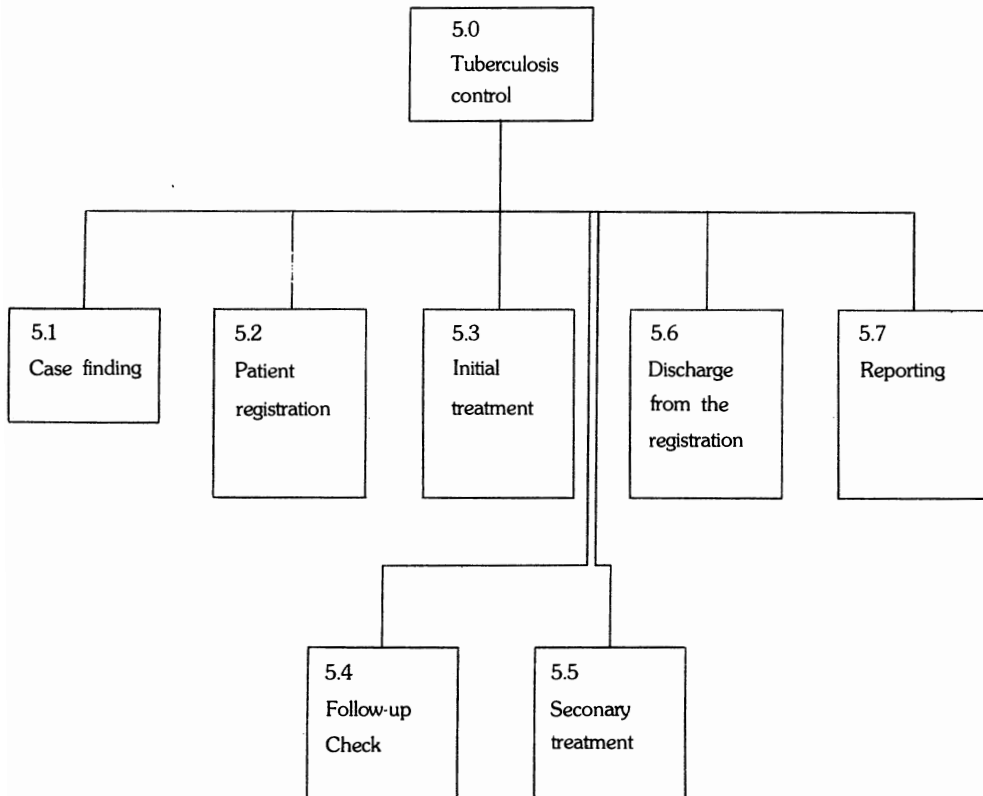 5.0
Tuberculosis
control
5.1
Case finding
5.2
Patient
registration
5.3
Initial
treatment
5.6
Discharge
from the
registration
5.7
Reporting
5.4
Follow-up
Check
5.5
Seconary
treatment